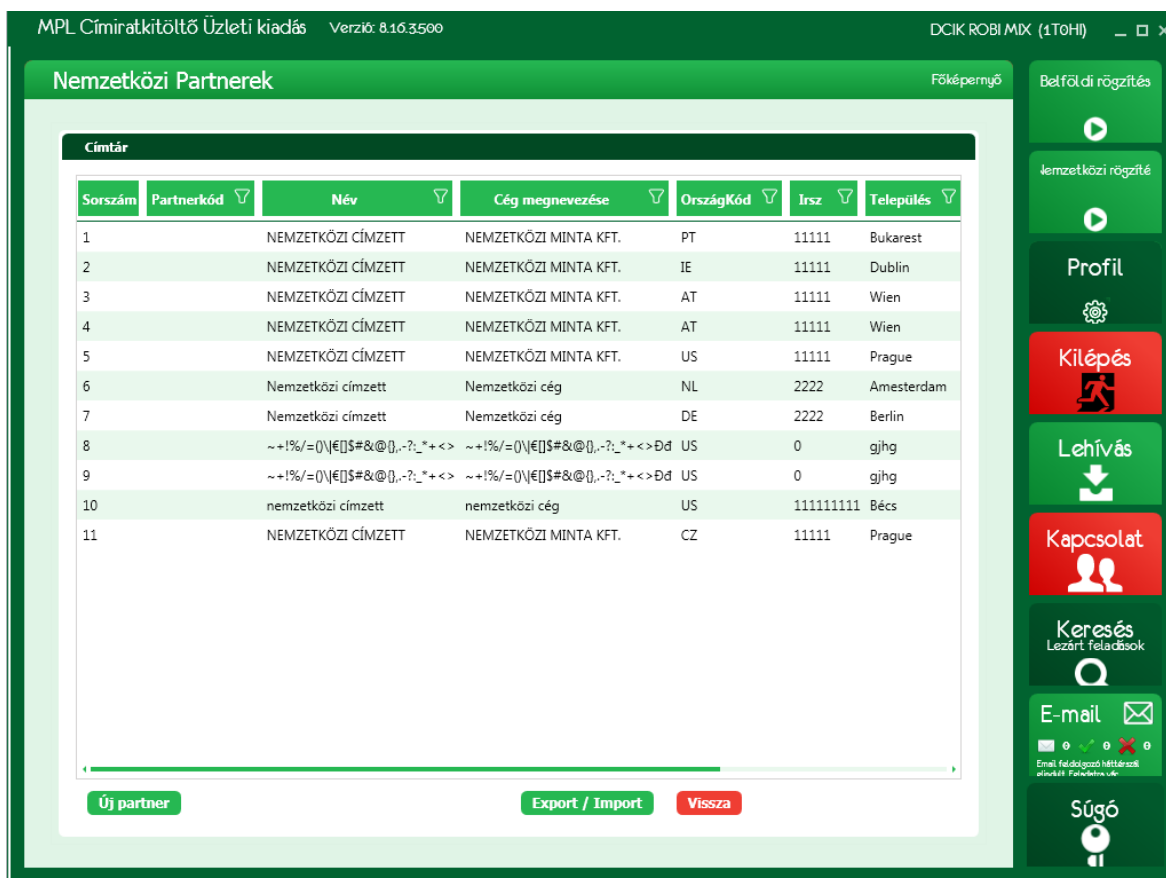 MPL Címiratkitöltő Üzleti kiadás Verzió: 8.16.3.500 DCIK ROBI MIX (1T0HI)
Nemzetközi Partnerek Főképernyő
Címtár
Sorszám Partnerkód Név Cég megnevezése OrszágKód Irsz Település
1 NEMZETKÖZI CÍMZETT NEMZETKÖZI MINTA KFT. PT 11111 Bukarest
2 NEMZETKÖZI CÍMZETT NEMZETKÖZI MINTA KFT. IE 11111 Dublin
3 NEMZETKÖZI CÍMZETT NEMZETKÖZI MINTA KFT. AT 11111 Wien
4 NEMZETKÖZI CÍMZETT NEMZETKÖZI MINTA KFT. AT 11111 Wien
5 NEMZETKÖZI CÍMZETT NEMZETKÖZI MINTA KFT. US 11111 Prague
6 Nemzetközi címzett Nemzetközi cég NL 2222 Amesterdam
7 Nemzetközi címzett Nemzetközi cég DE 2222 Berlin
8 ~+!%/=()\|€[]$#&@{},.-?:_*+<> ~+!%/=()\|€[]$#&@{},.-?:_*+<>Đđ US 0 gjhg
9 ~+!%/=()\|€[]$#&@{},.-?:_*+<> ~+!%/=()\|€[]$#&@{},.-?:_*+<>Đđ US 0 gjhg
10 nemzetközi címzett nemzetközi cég US 111111111 Bécs
11 NEMZETKÖZI CÍMZETT NEMZETKÖZI MINTA KFT. CZ 11111 Prague
Új partner Export / Import Vissza
Belföldi rögzítés
Nemzetközi rögzíté
Profil
Kilépés
Lehívás
Kapcsolat
Keresés
Lezárt feladások
E-mail
0 0 0
Email feldolgozó háttérszál
elindult. Feladatra vár
Súgó